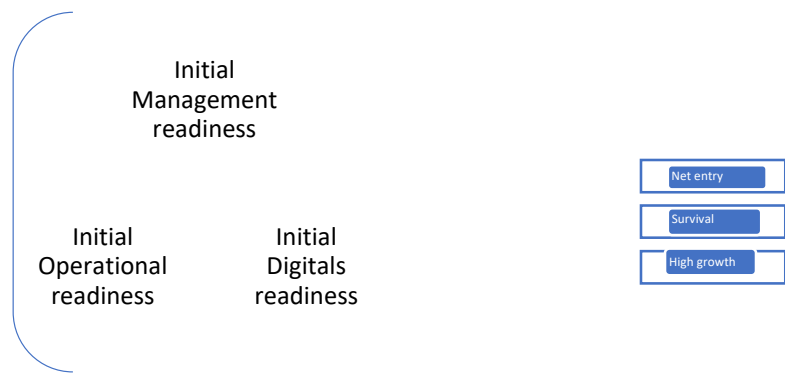 Initial
Management
readiness
Initial
Operational
readiness
Initial
Digitals
readiness
Net entry
Survival
High growth